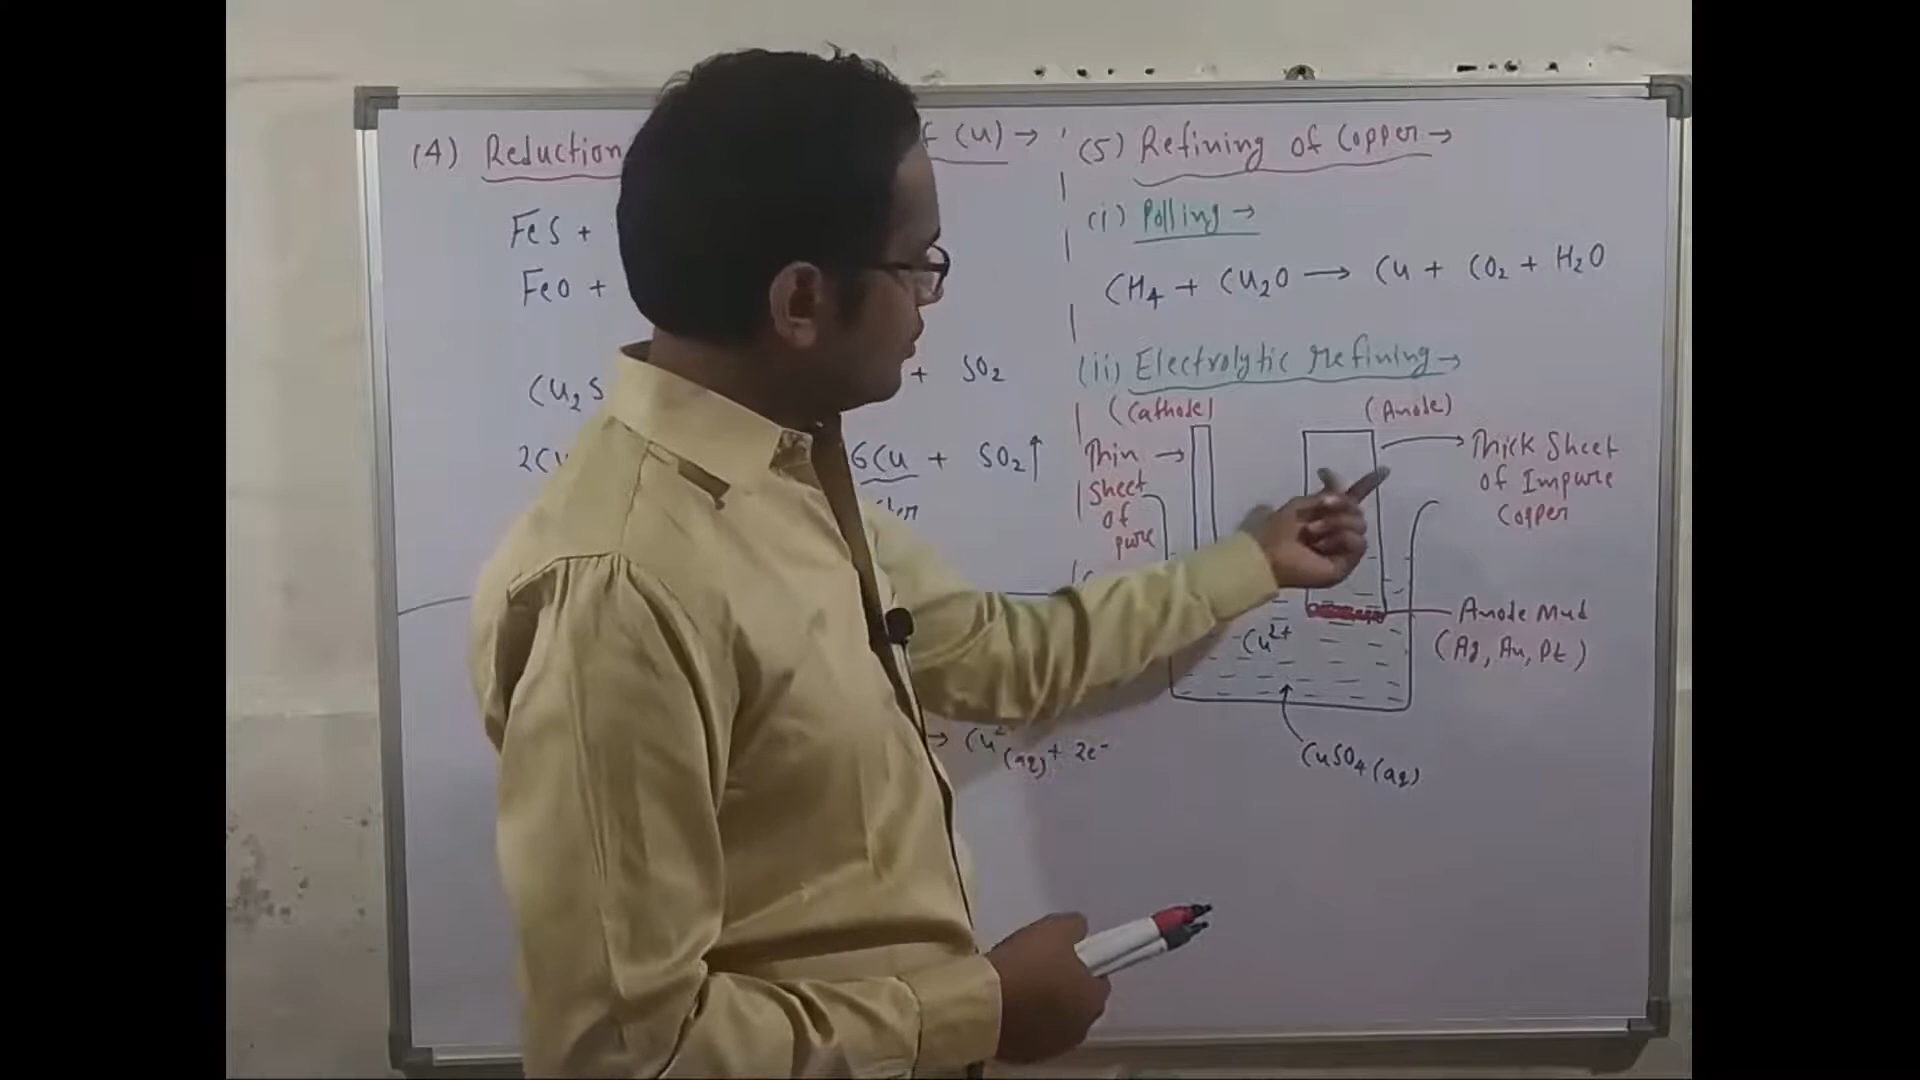 (4) Reduction f Cu) →
FeS +
FeO +
Cu2S + SO2
2Cu 6Cu + SO2↑
→ Cu2 (aq) + 2e-
(5) Refining of Copper →
(i) Polling →
CH4 + Cu2O → Cu + CO2 + H2O
(ii) Electrolytic refining →
(Cathode) (Anode)
Thin →
Sheet
of
pure
Thick Sheet
of Impure
Copper
Anode Mud
(Ag, Au, Pt)
Cu2+
CuSO4(aq)